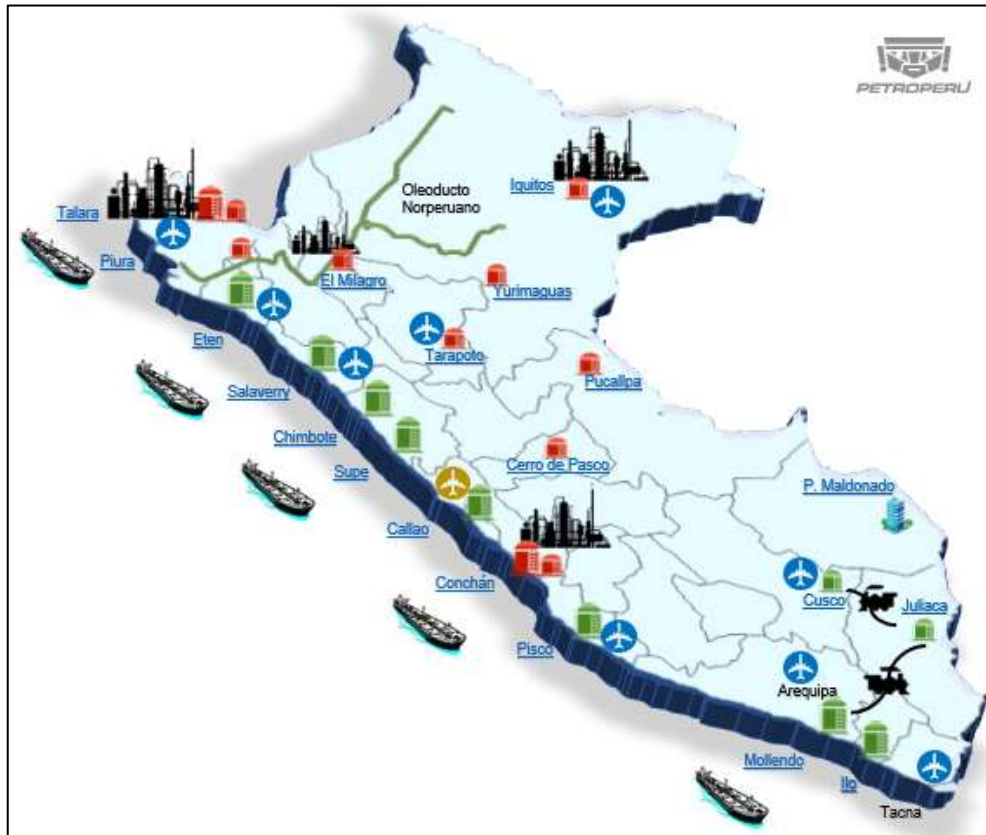 PETROPERÚ
Oleoducto
Norperuano
Iquitos
Talara
Piura
El Milagro
Yurimaguas
Eten
Tarapoto
Salaverry
Pucallpa
Chimbote
Supe
Cerro de Pasco
P. Maldonado
Callao
Conchán
Cusco
Juliaca
Pisco
Arequipa
Mollendo
Ilo
Tacna